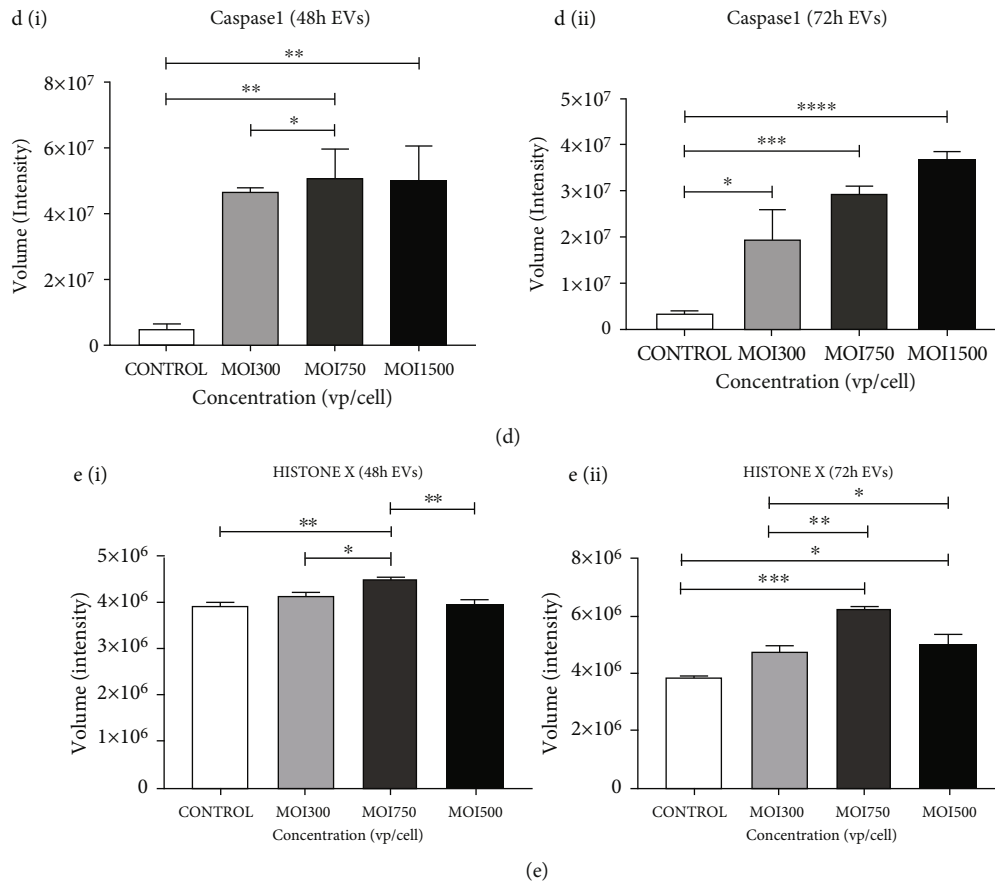 d (i)
Caspase1 (48h EVs)
**
**
*
8×10⁷
6×10⁷
4×10⁷
2×10⁷
0
Volume (Intensity)
CONTROL MOI300 MOI750 MOI1500
Concentration (vp/cell)
d (ii)
Caspase1 (72h EVs)
****
***
*
5×10⁷
4×10⁷
3×10⁷
2×10⁷
1×10⁷
0
Volume (Intensity)
CONTROL MOI300 MOI750 MOI1500
Concentration (vp/cell)
(d)
e (i)
HISTONE X (48h EVs)
**
**
*
5×10⁶
4×10⁶
3×10⁶
2×10⁶
1×10⁶
0
Volume (intensity)
CONTROL MOI300 MOI750 MOI500
Concentration (vp/cell)
e (ii)
HISTONE X (72h EVs)
*
**
*
***
8×10⁶
6×10⁶
4×10⁶
2×10⁶
0
Volume (intensity)
CONTROL MOI300 MOI750 MOI500
Concentration (vp/cell)
(e)